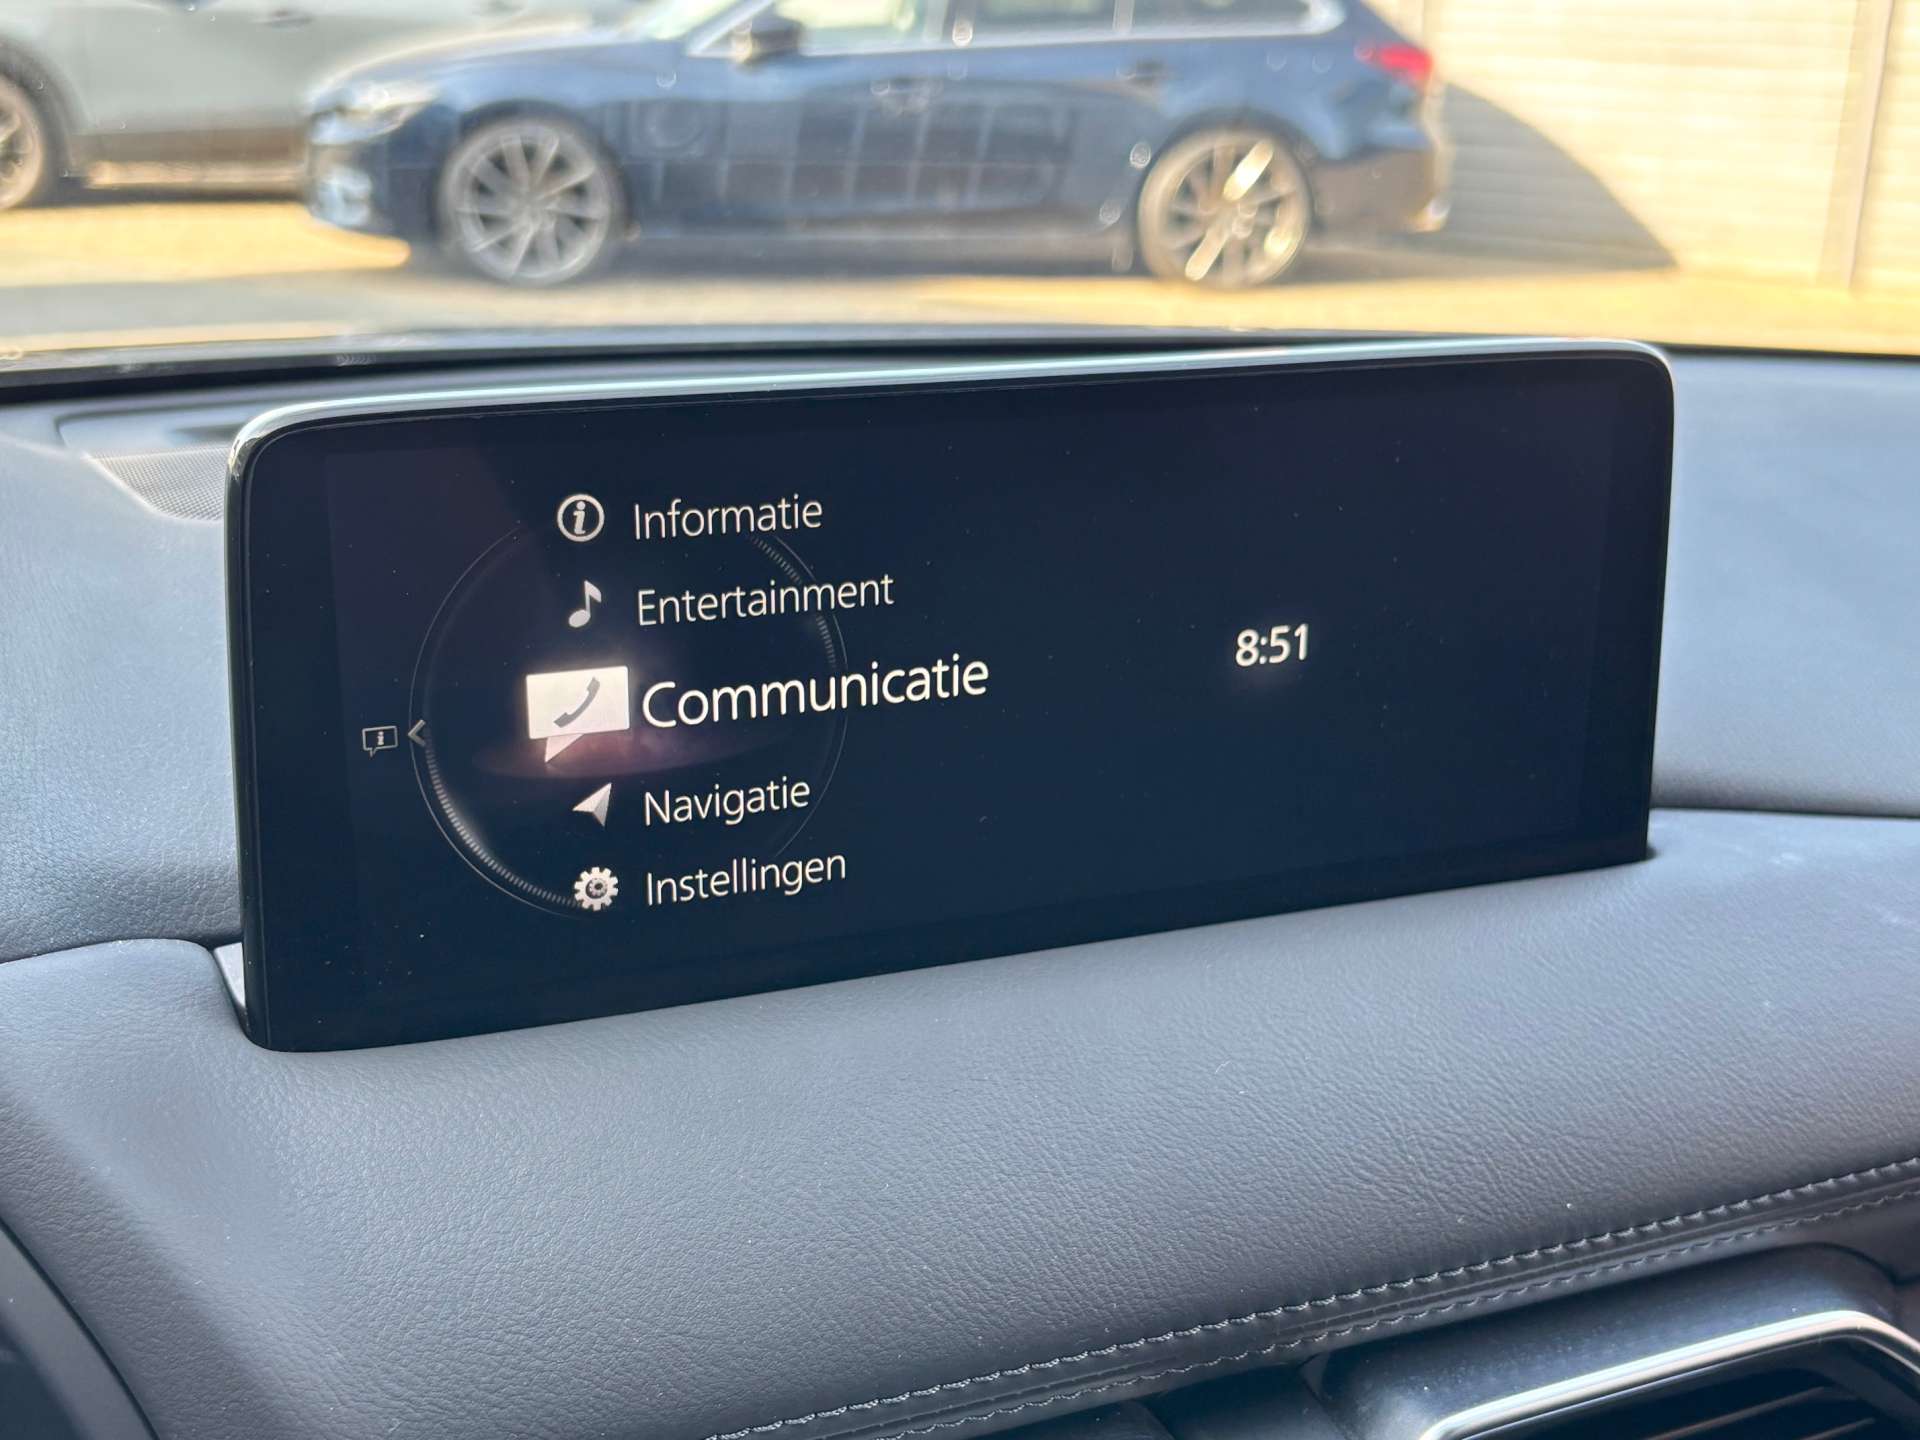 Informatie
Entertainment
Communicatie
8:51
Navigatie
Instellingen